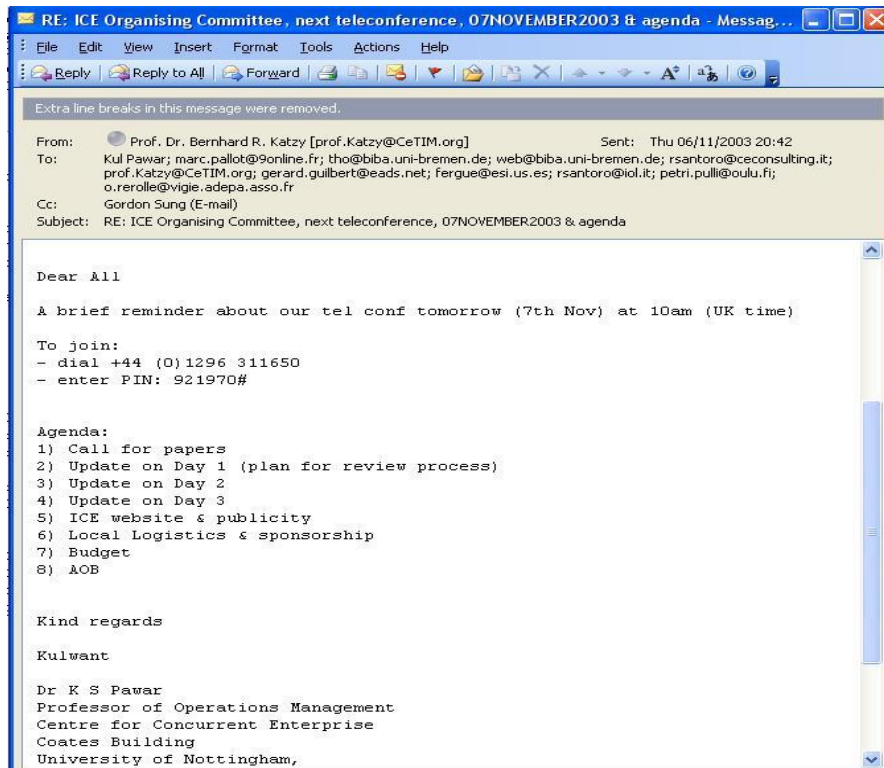 RE: ICE Organising Committee, next teleconference, 07NOVEMBER2003 & agenda - Messag...
File Edit View Insert Format Tools Actions Help
Reply Reply to All Forward
Extra line breaks in this message were removed.
From: Prof. Dr. Bernhard R. Katzy [prof.Katzy@CeTIM.org] Sent: Thu 06/11/2003 20:42
To: Kul Pawar; marc.pallot@9online.fr; tho@biba.uni-bremen.de; web@biba.uni-bremen.de; rsantoro@ceconsulting.it;
prof.Katzy@CeTIM.org; gerard.guilbert@eads.net; fergue@esi.us.es; rsantoro@iol.it; petri.pulli@oulu.fi;
o.rerolle@vigie.adepa.asso.fr
Cc: Gordon Sung (E-mail)
Subject: RE: ICE Organising Committee, next teleconference, 07NOVEMBER2003 & agenda
Dear All
A brief reminder about our tel conf tomorrow (7th Nov) at 10am (UK time)
To join:
- dial +44 (0)1296 311650
- enter PIN: 921970#
Agenda:
1) Call for papers
2) Update on Day 1 (plan for review process)
3) Update on Day 2
4) Update on Day 3
5) ICE website & publicity
6) Local Logistics & sponsorship
7) Budget
8) AOB
Kind regards
Kulwant
Dr K S Pawar
Professor of Operations Management
Centre for Concurrent Enterprise
Coates Building
University of Nottingham,